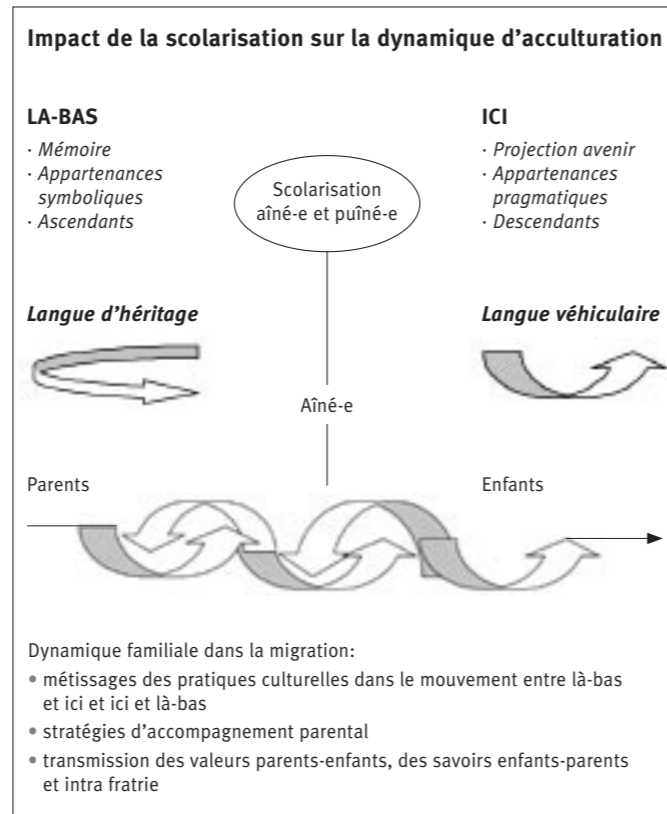 Impact de la scolarisation sur la dynamique d’acculturation
LA-BAS
· Mémoire
· Appartenances
symboliques
· Ascendants
Scolarisation
aîné-e et puîné-e
ICI
· Projection avenir
· Appartenances
pragmatiques
· Descendants
Langue d’héritage
Langue véhiculaire
Aîné-e
Parents
Enfants
Dynamique familiale dans la migration:
• métissages des pratiques culturelles dans le mouvement entre là-bas
et ici et ici et là-bas
• stratégies d’accompagnement parental
• transmission des valeurs parents-enfants, des savoirs enfants-parents
et intra fratrie